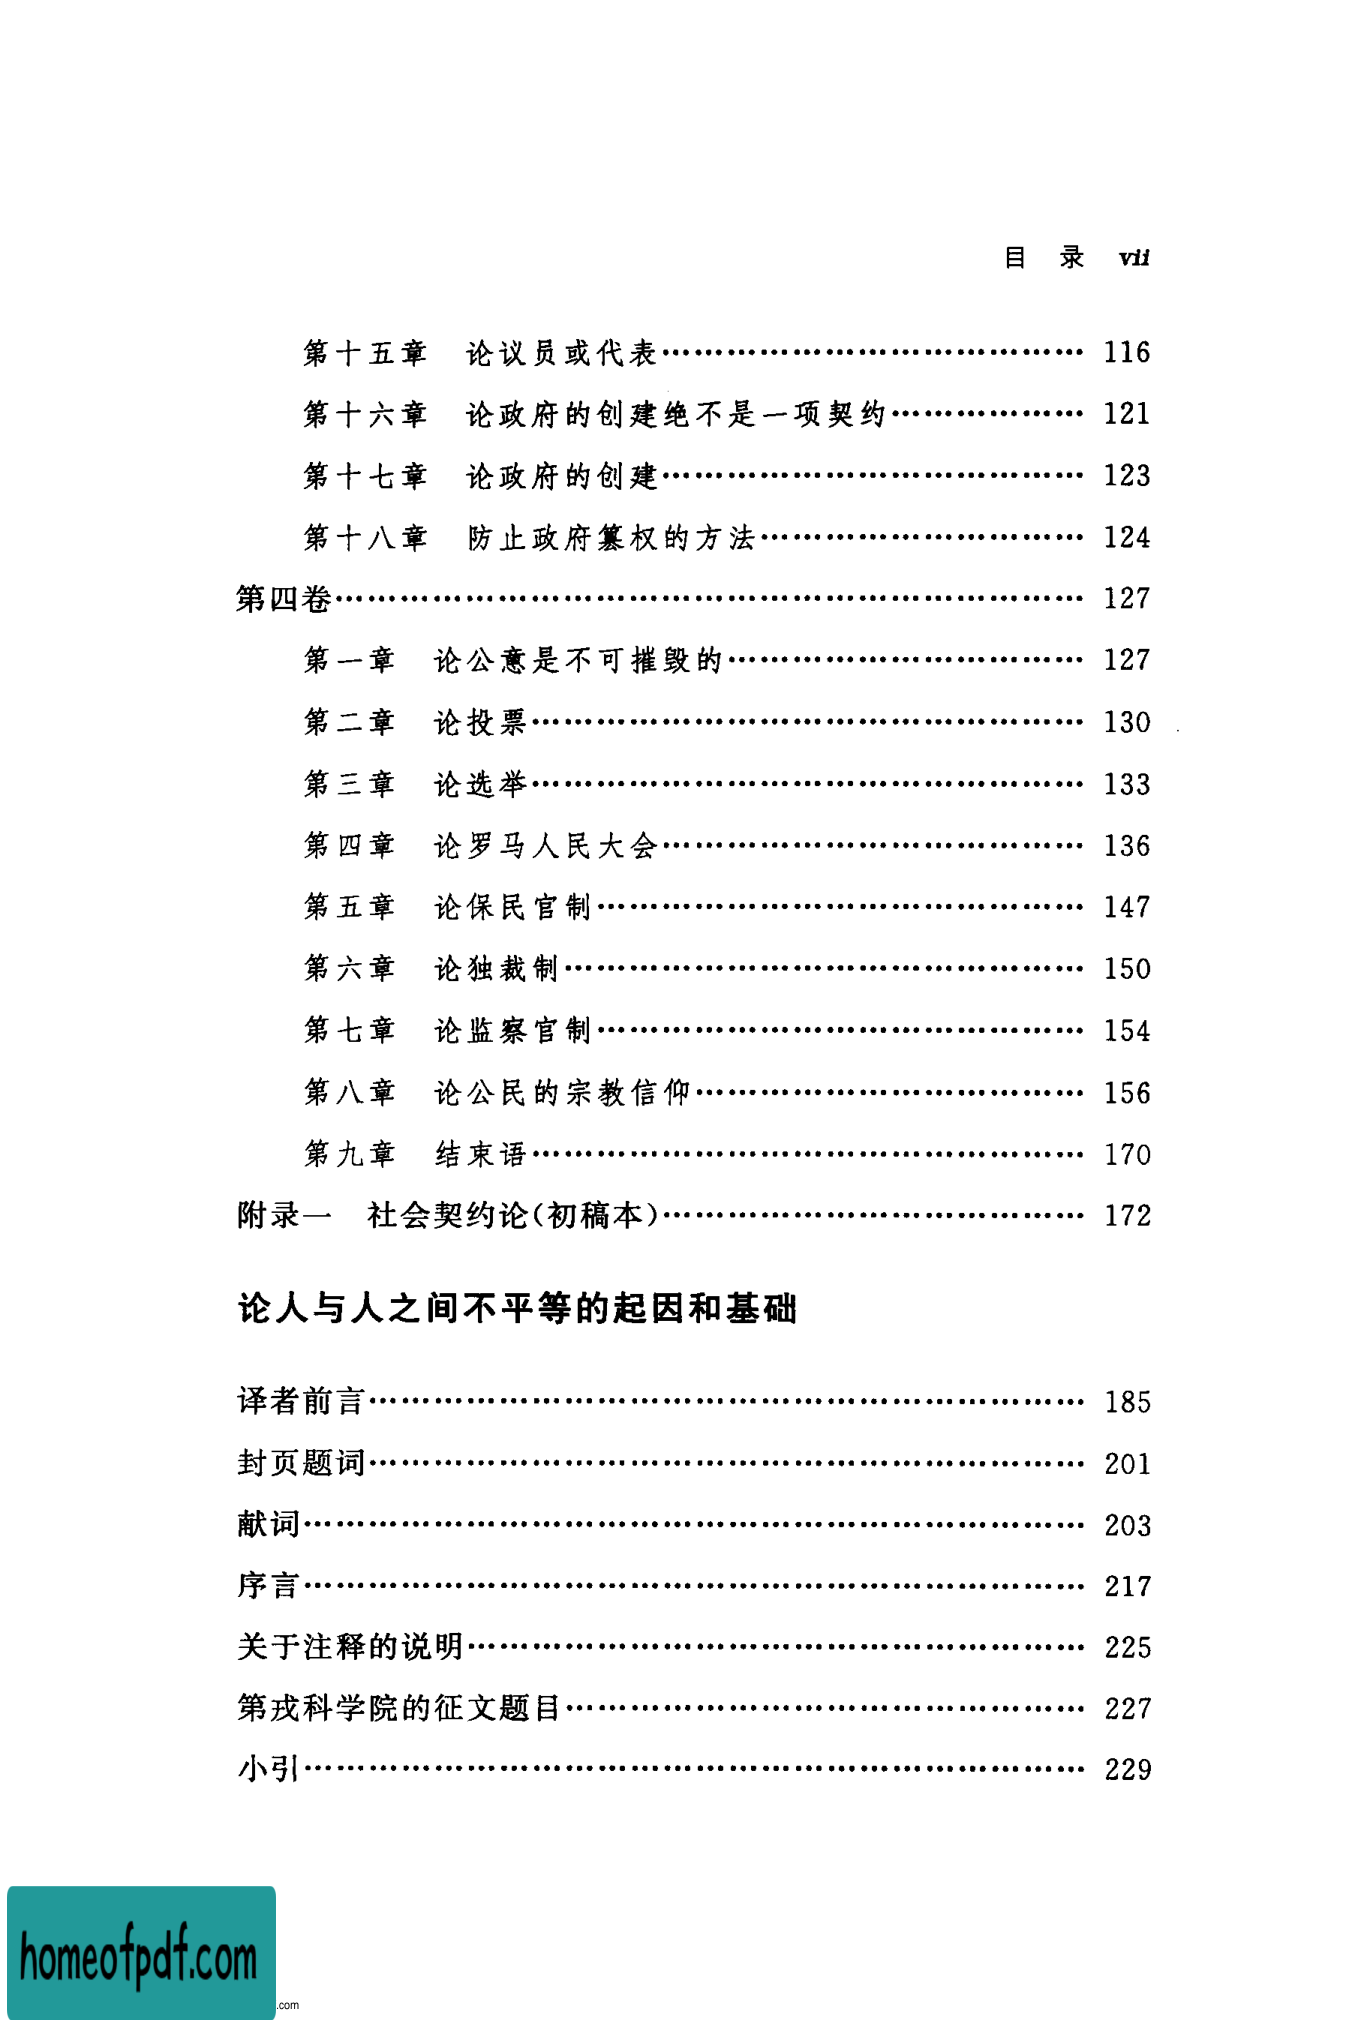 目 录 vii
第十五章 论议员或代表…………………………………… 116
第十六章 论政府的创建绝不是一项契约……………… 121
第十七章 论政府的创建…………………………………… 123
第十八章 防止政府篡权的方法………………………… 124
第四卷……………………………………………………………… 127
第一章 论公意是不可摧毁的…………………………… 127
第二章 论投票……………………………………………… 130
第三章 论选举……………………………………………… 133
第四章 论罗马人民大会………………………………… 136
第五章 论保民官制……………………………………… 147
第六章 论独裁制………………………………………… 150
第七章 论监察官制……………………………………… 154
第八章 论公民的宗教信仰……………………………… 156
第九章 结束语……………………………………………… 170
附录一 社会契约论(初稿本)………………………………… 172
论人与人之间不平等的起因和基础
译者前言…………………………………………………………… 185
封页题词…………………………………………………………… 201
献词………………………………………………………………… 203
序言………………………………………………………………… 217
关于注释的说明…………………………………………………… 225
第戎科学院的征文题目…………………………………………… 227
小引………………………………………………………………… 229
homeofpdf.com
.com